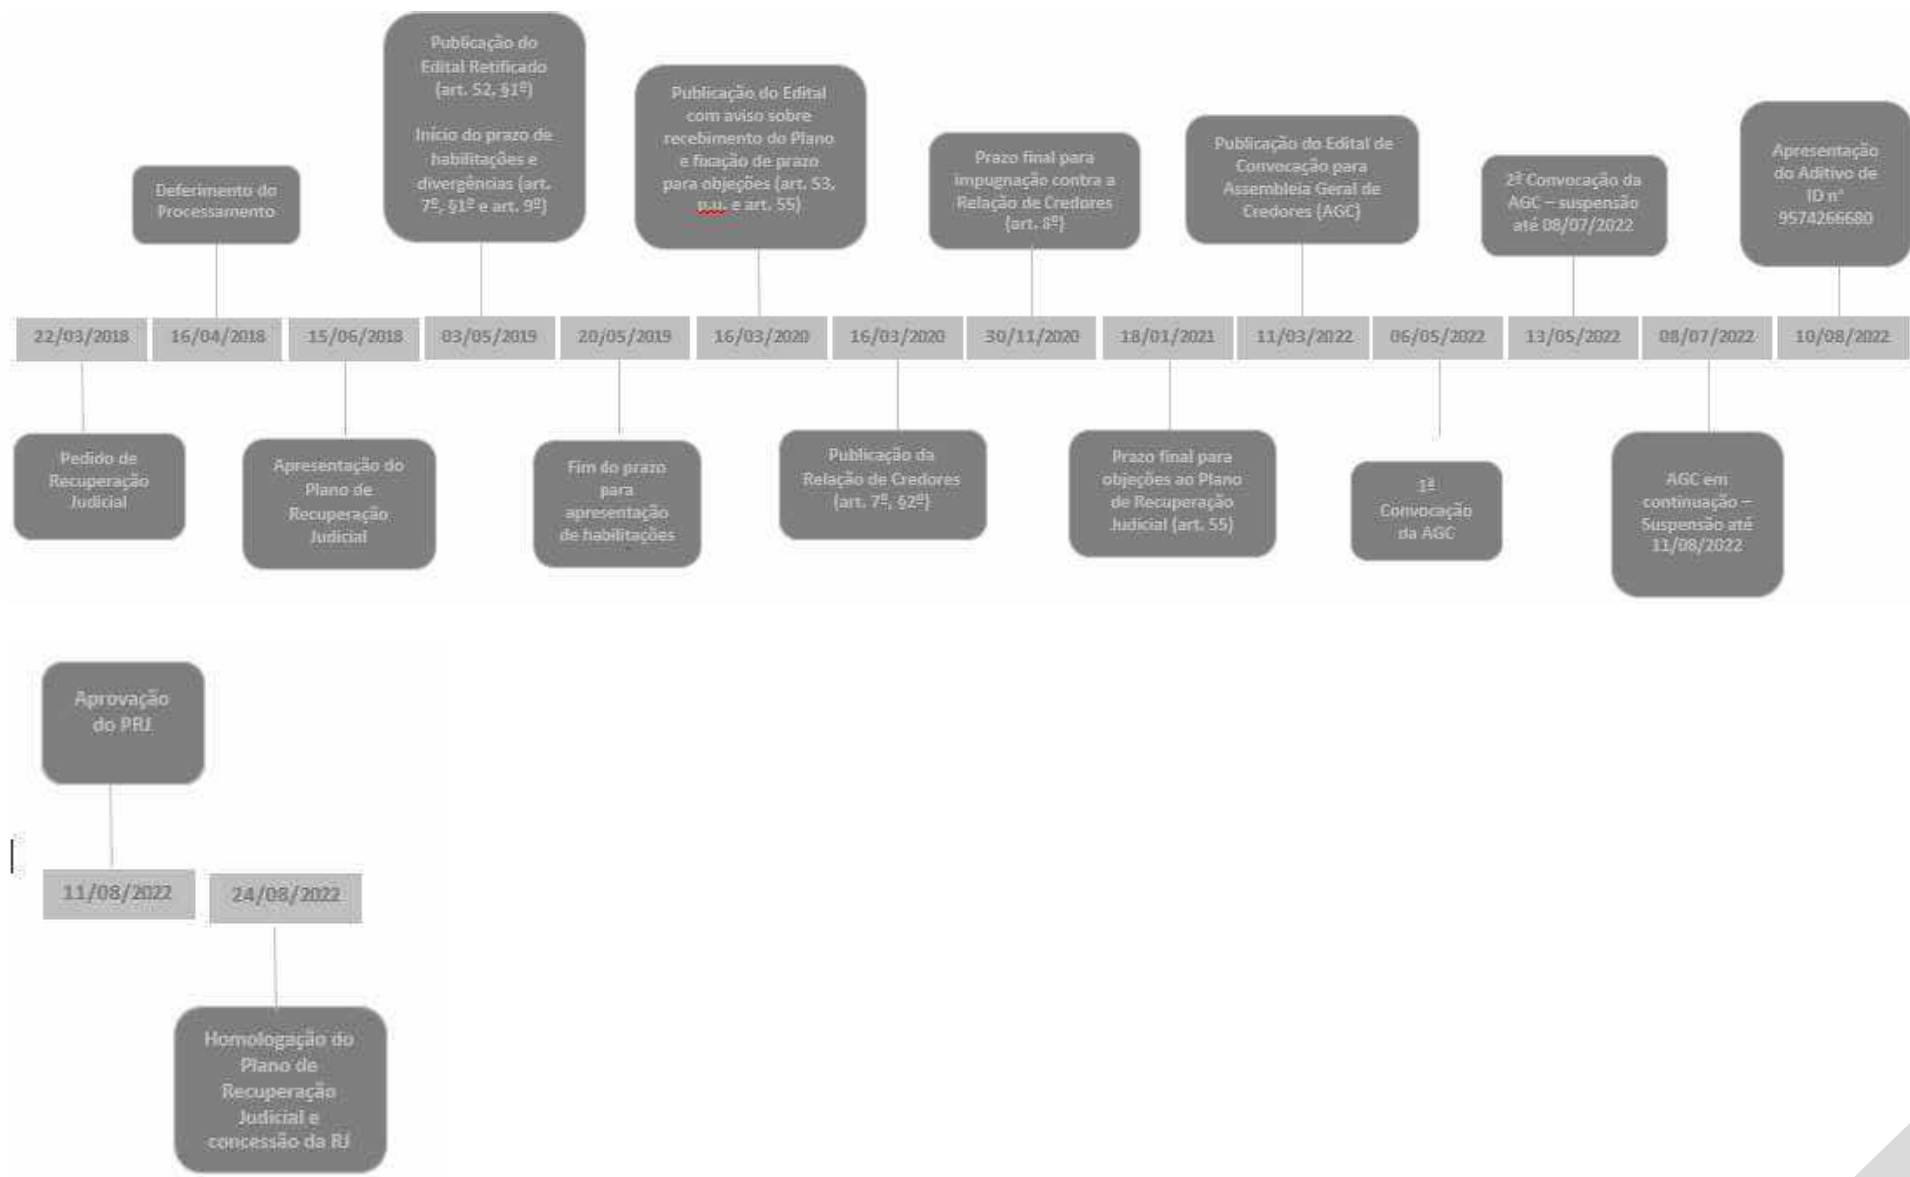 Publicação do
Edital Retificado
(art. 52, §1º)
Início do prazo de
habilitações e
divergências (art.
7º, §1º e art. 9º)
Publicação do Edital
com aviso sobre
recebimento do Plano
e fixação de prazo
para objeções (art. 53,
p.u. e art. 55)
Deferimento do
Processamento
Prazo final para
impugnação contra a
Relação de Credores
(art. 8º)
Publicação do Edital de
Convocação para
Assembleia Geral de
Credores (AGC)
2ª Convocação da
AGC – suspensão
até 08/07/2022
Apresentação
do Aditivo de
ID n°
9574266680
22/03/2018
16/04/2018
15/06/2018
03/05/2019
20/05/2019
16/03/2020
16/03/2020
30/11/2020
18/01/2021
11/03/2022
06/05/2022
13/05/2022
08/07/2022
10/08/2022
Pedido de
Recuperação
Judicial
Apresentação do
Plano de
Recuperação
Judicial
Fim do prazo
para
apresentação
de habilitações
Publicação da
Relação de Credores
(art. 7º, §2º)
Prazo final para
objeções ao Plano
de Recuperação
Judicial (art. 55)
1ª
Convocação
da AGC
AGC em
continuação –
Suspensão até
11/08/2022
Aprovação
do PRJ
11/08/2022
24/08/2022
Homologação do
Plano de
Recuperação
Judicial e
concessão da RJ